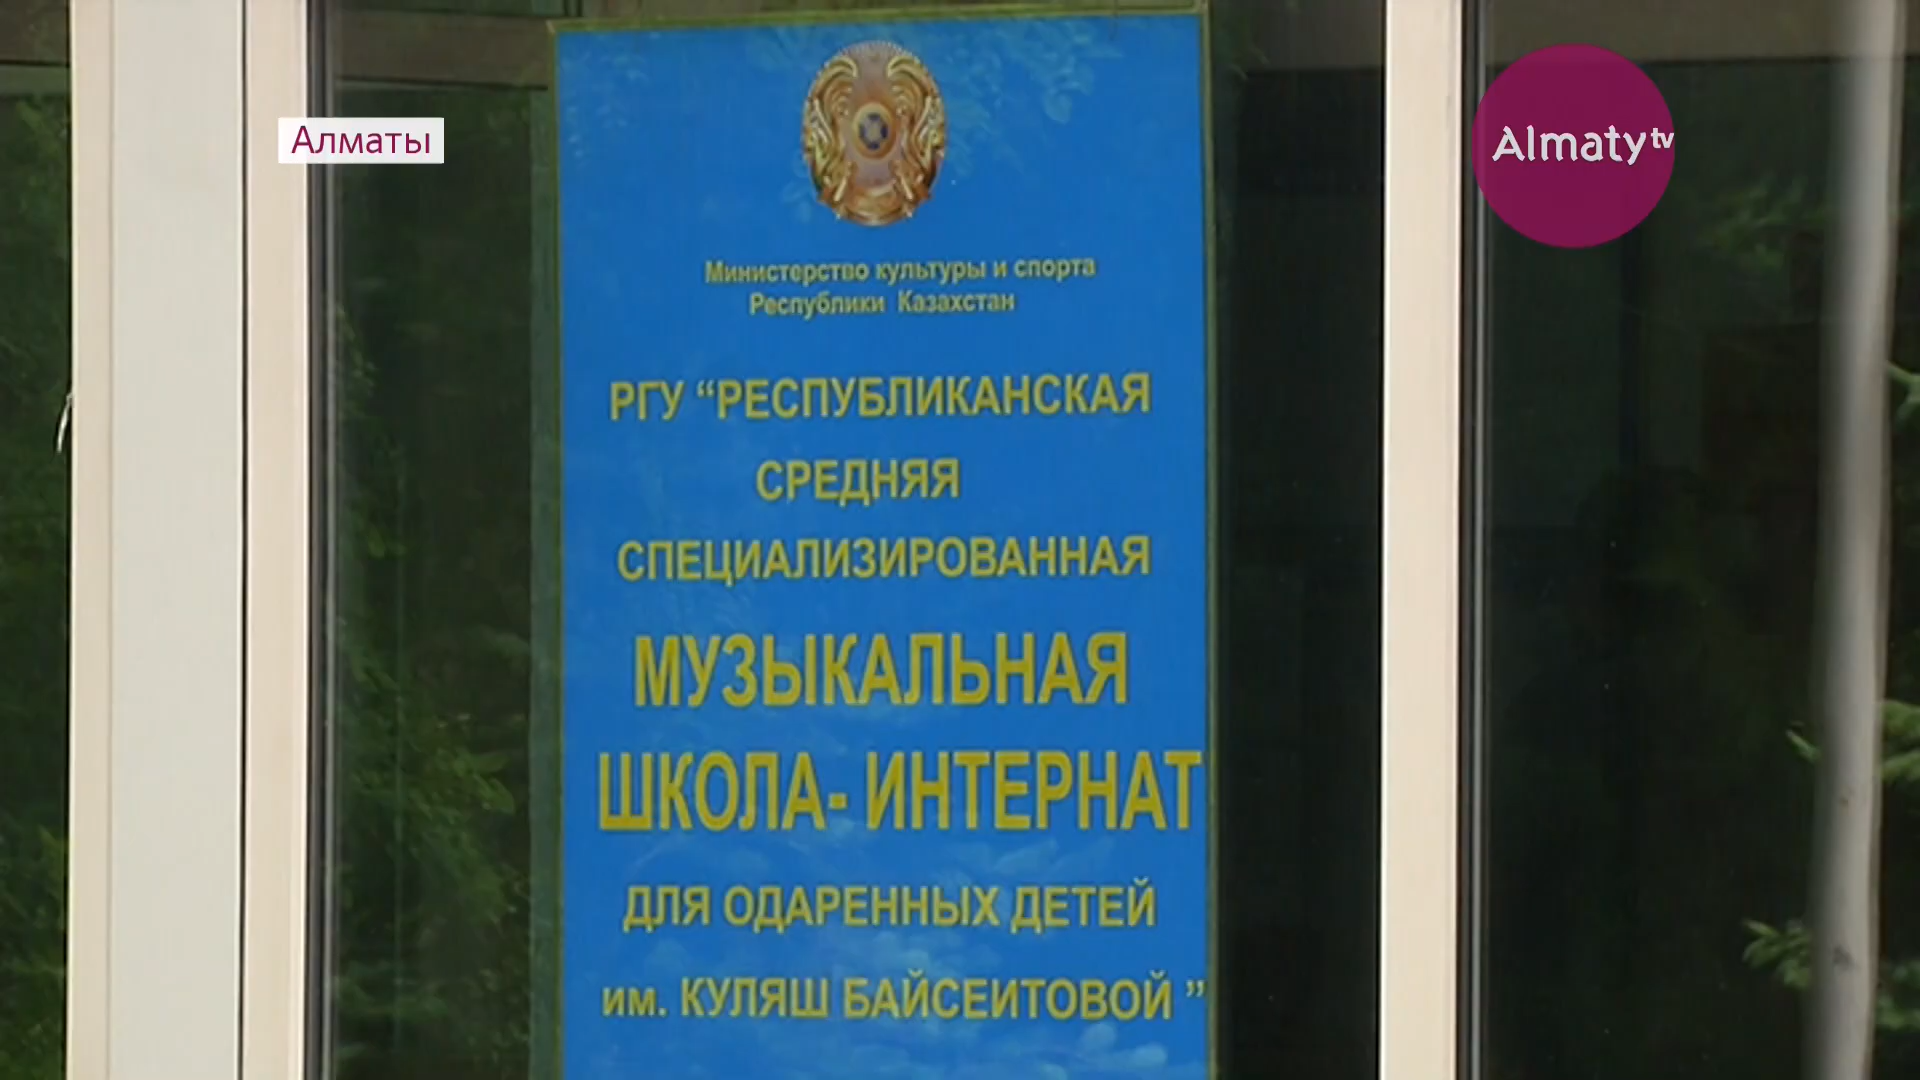 Алматы
Almaty tv
Министерство культуры и спорта
Республики Казахстан
РГУ “РЕСПУБЛИКАНСКАЯ
СРЕДНЯЯ
СПЕЦИАЛИЗИРОВАННАЯ
МУЗЫКАЛЬНАЯ
ШКОЛА- ИНТЕРНАТ
ДЛЯ ОДАРЕННЫХ ДЕТЕЙ
им. КУЛЯШ БАЙСЕИТОВОЙ ”